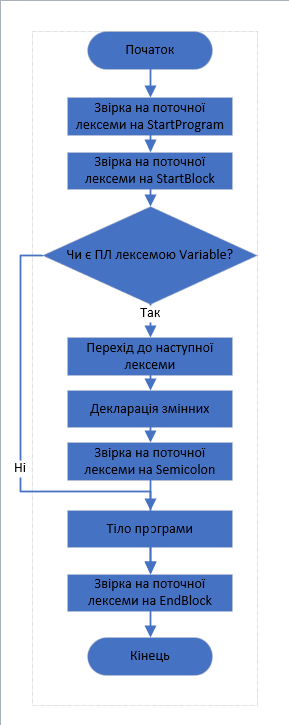 Початок
Звірка на поточної
лексеми на StartProgram
Звірка на поточної
лексеми на StartBlock
Чи є ПЛ лексемою Variable?
Так
Перехід до наступної
лексеми
Декларація змінних
Звірка на поточної
лексеми на Semicolon
Ні
Тіло програми
Звірка на поточної
лексеми на EndBlock
Кінець